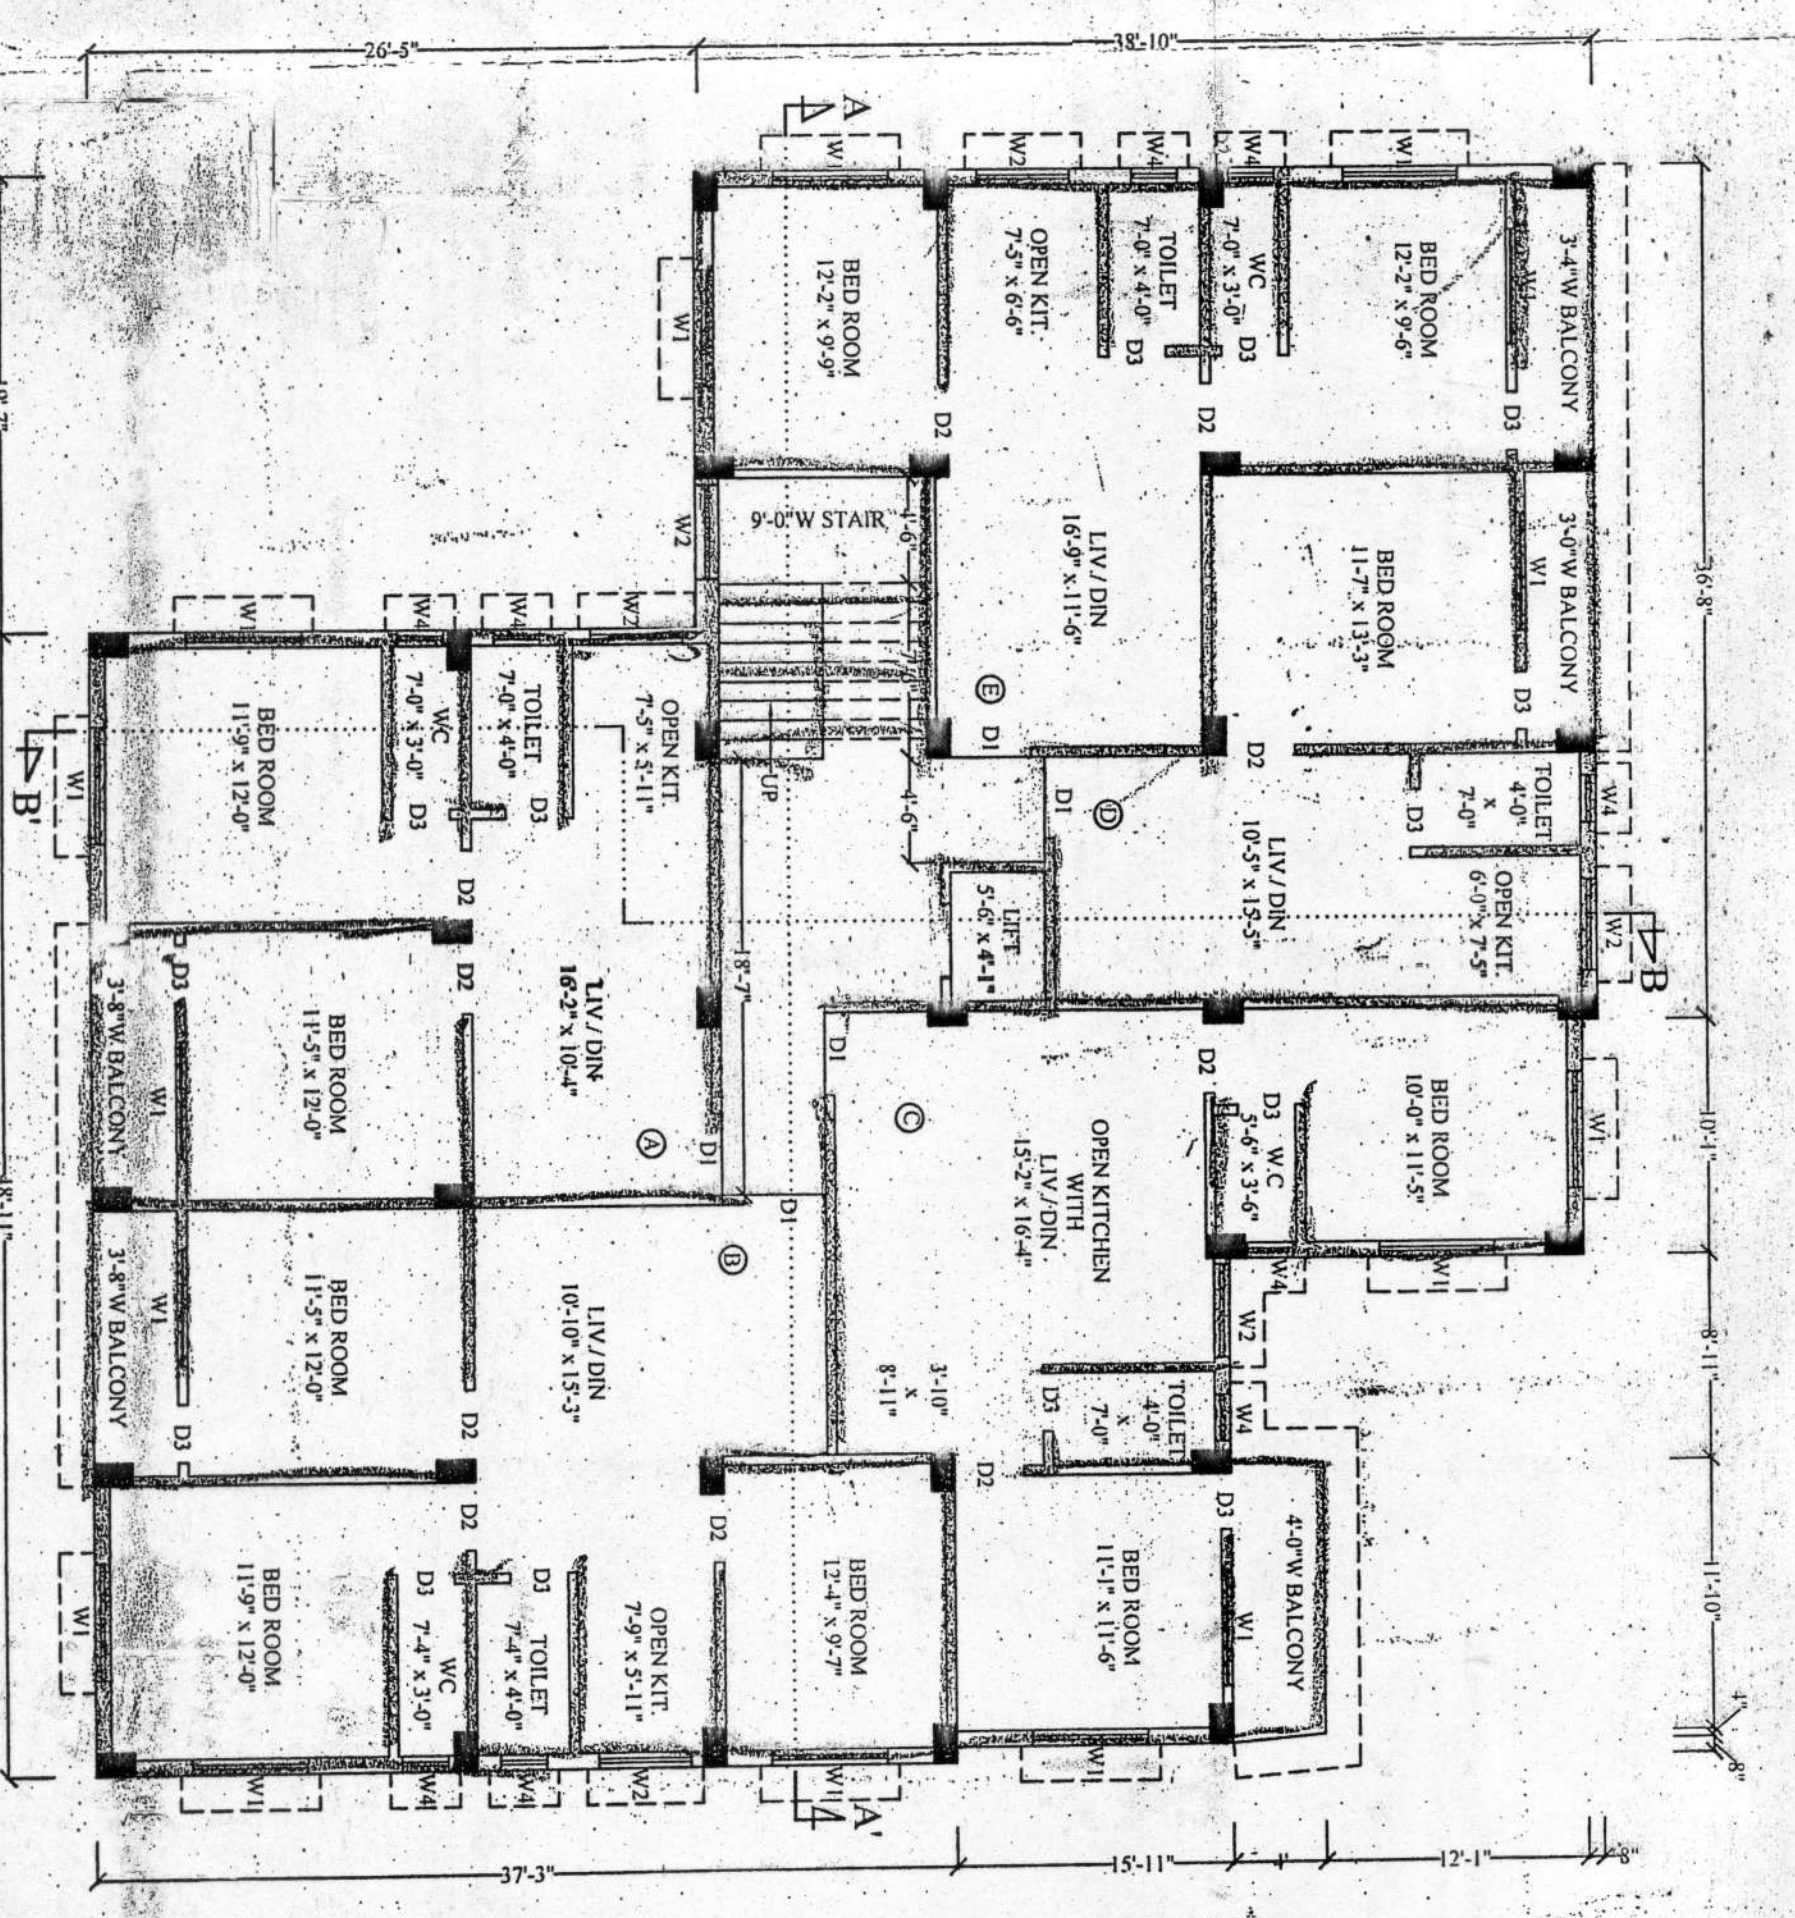 26'-5"
38'-10"
A
W2
W4
W4
W1
W1
BED ROOM
12'-2" x 9'-9"
OPEN KIT.
7'-5" x 6'-6"
TOILET
7'-0" x 4'-0"
D3
WC
7'-0" x 3'-0"
D3
BED ROOM
12'-2" x 9'-6"
W1
3'-4"W BALCONY
D2
D2
D3
36'-8"
W2
9'-0"W STAIR
4'-6"
LIV./ DIN
16'-9" x 11'-6"
BED ROOM
11'-7" x 13'-3"
W1
3'-0"W BALCONY
D3
E
D1
D2
W1
W4
W4
W2
BED ROOM
11'-9" x 12'-0"
WC
7'-0" x 3'-0"
D3
TOILET
7'-0" x 4'-0"
D3
OPEN KIT.
7'-5" x 5'-11"
UP
4'-6"
D1
D
LIV./ DIN
10'-5" x 15'-5"
TOILET
4'-0"
x
7'-0"
D3
W4
OPEN KIT.
6'-0" x 7'-5"
W2
B
W1
B'
D2
LIFT
5'-6" x 4'-1"
18'-7"
D3
D2
3'-8"W BALCONY
W1
BED ROOM
11'-5" x 12'-0"
LIV./ DIN
16'-2" x 10'-4"
A
D1
D1
C
OPEN KITCHEN
WITH
LIV./DIN.
15'-2" x 16'-4"
D2
D3
W.C
5'-6" x 3'-6"
BED ROOM
10'-0" x 11'-5"
W1
10'-1"
D1
B
W4
W1
W2
3'-8"W BALCONY
W1
BED ROOM
11'-5" x 12'-0"
LIV./ DIN
10'-10" x 15'-3"
3'-10"
x
8'-11"
D3
TOILET
4'-0"
x
7'-0"
W4
8'-11"
D3
D2
D2
D2
D2
D3
BED ROOM
11'-9" x 12'-0"
D3
WC
7'-4" x 3'-0"
D3
TOILET
7'-4" x 4'-0"
OPEN KIT.
7'-9" x 5'-11"
BED ROOM
12'-4" x 9'-7"
BED ROOM
11'-1" x 11'-6"
W1
4'-0"W BALCONY
11'-10"
W1
W1
W4
W4
W2
W1
A'
W1
4"
8"
37'-3"
15'-11"
12'-1"
8"